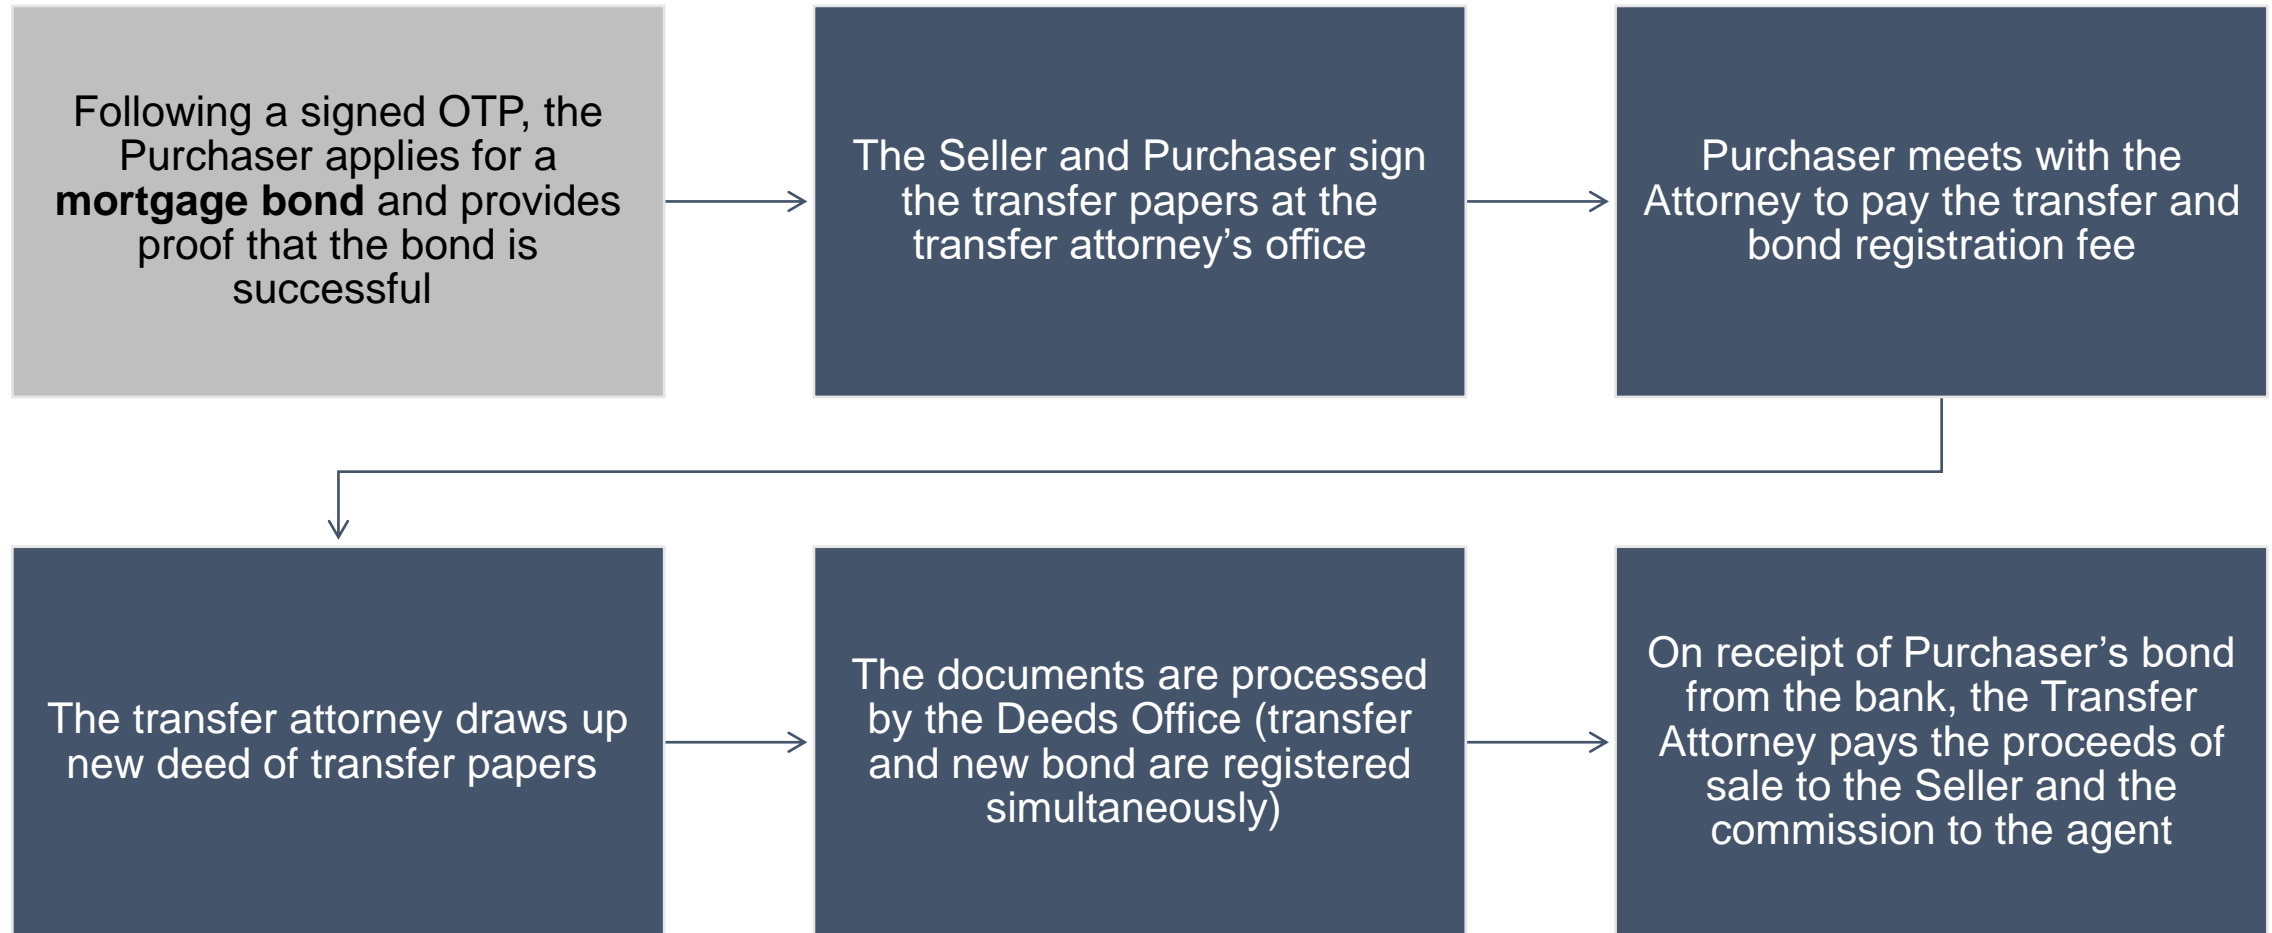 Following a signed OTP, the
Purchaser applies for a
mortgage bond and provides
proof that the bond is
successful
The Seller and Purchaser sign
the transfer papers at the
transfer attorney’s office
Purchaser meets with the
Attorney to pay the transfer and
bond registration fee
The transfer attorney draws up
new deed of transfer papers
The documents are processed
by the Deeds Office (transfer
and new bond are registered
simultaneously)
On receipt of Purchaser’s bond
from the bank, the Transfer
Attorney pays the proceeds of
sale to the Seller and the
commission to the agent